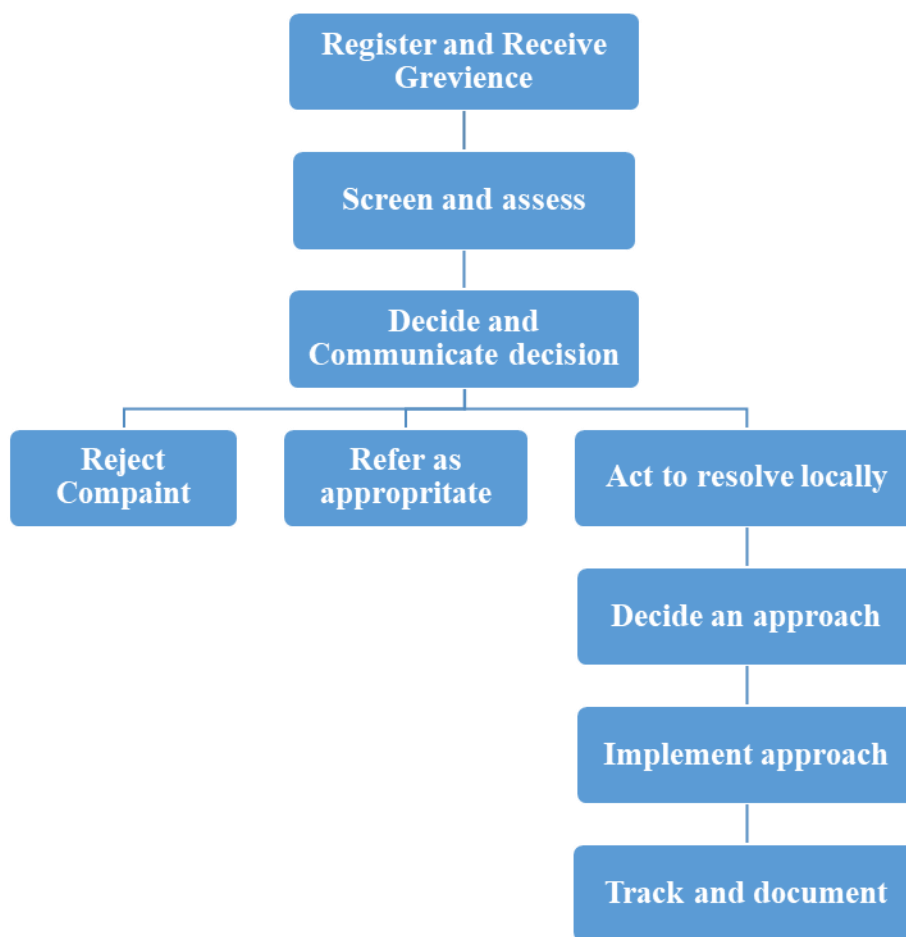 Register and Receive
Grevience
Screen and assess
Decide and
Communicate decision
Reject
Compaint
Refer as
appropritate
Act to resolve locally
Decide an approach
Implement approach
Track and document